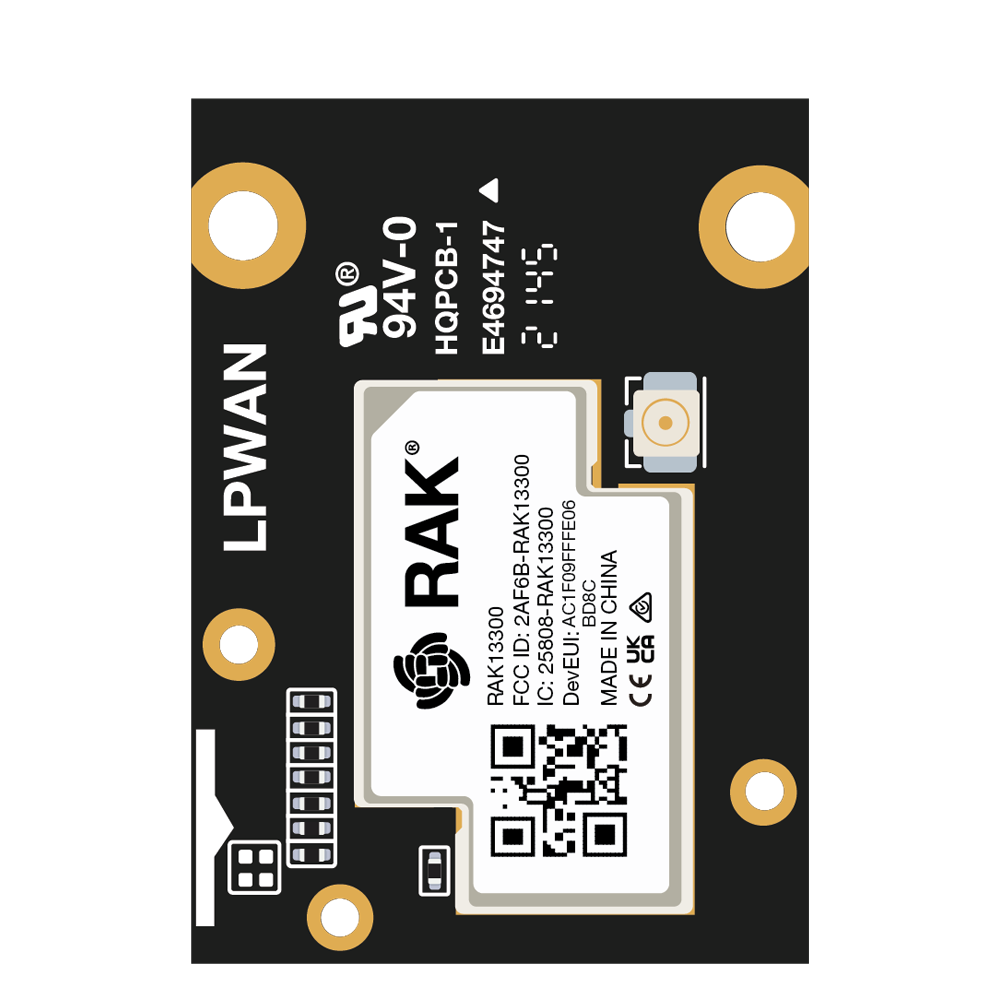 LPWAN
®
94V-0
HQPCB-1
E4694747
2145
RAK®
RAK13300
FCC ID: 2AF6B-RAK13300
IC: 25808-RAK13300
DevEUI: AC1F09FFFE06
BD8C
MADE IN CHINA
CE UK CA